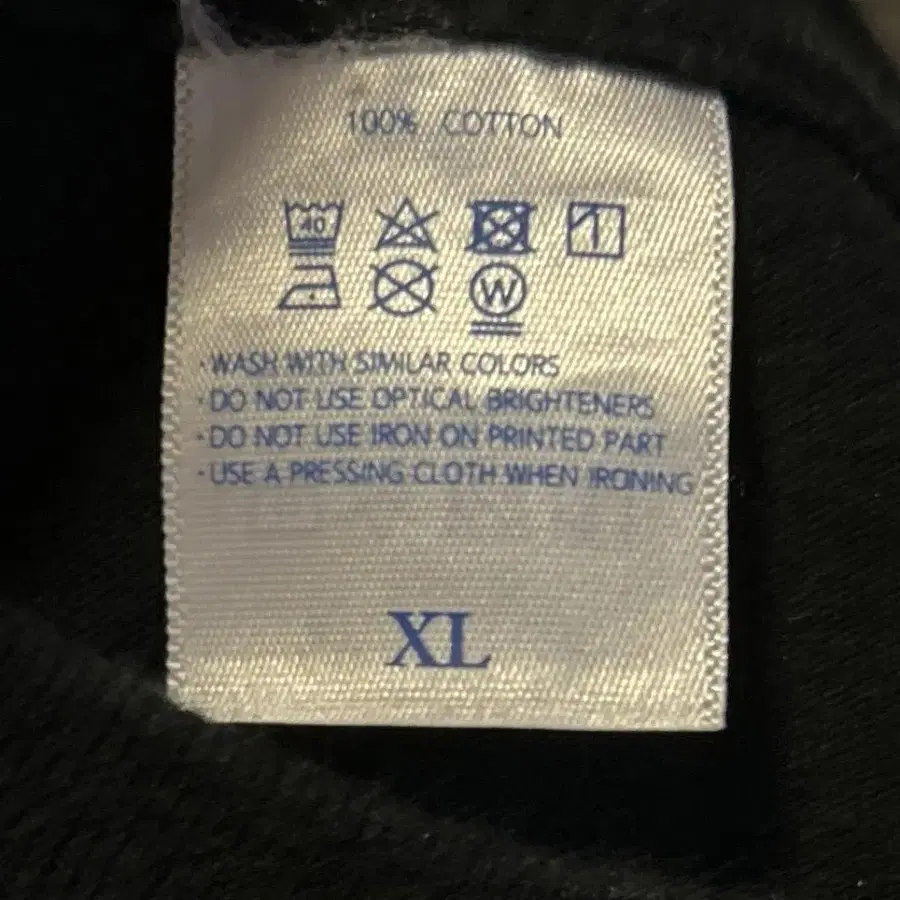 100% COTTON
40
W
·WASH WITH SIMILAR COLORS
·DO NOT USE OPTICAL BRIGHTENERS
·DO NOT USE IRON ON PRINTED PART
·USE A PRESSING CLOTH WHEN IRONING
XL